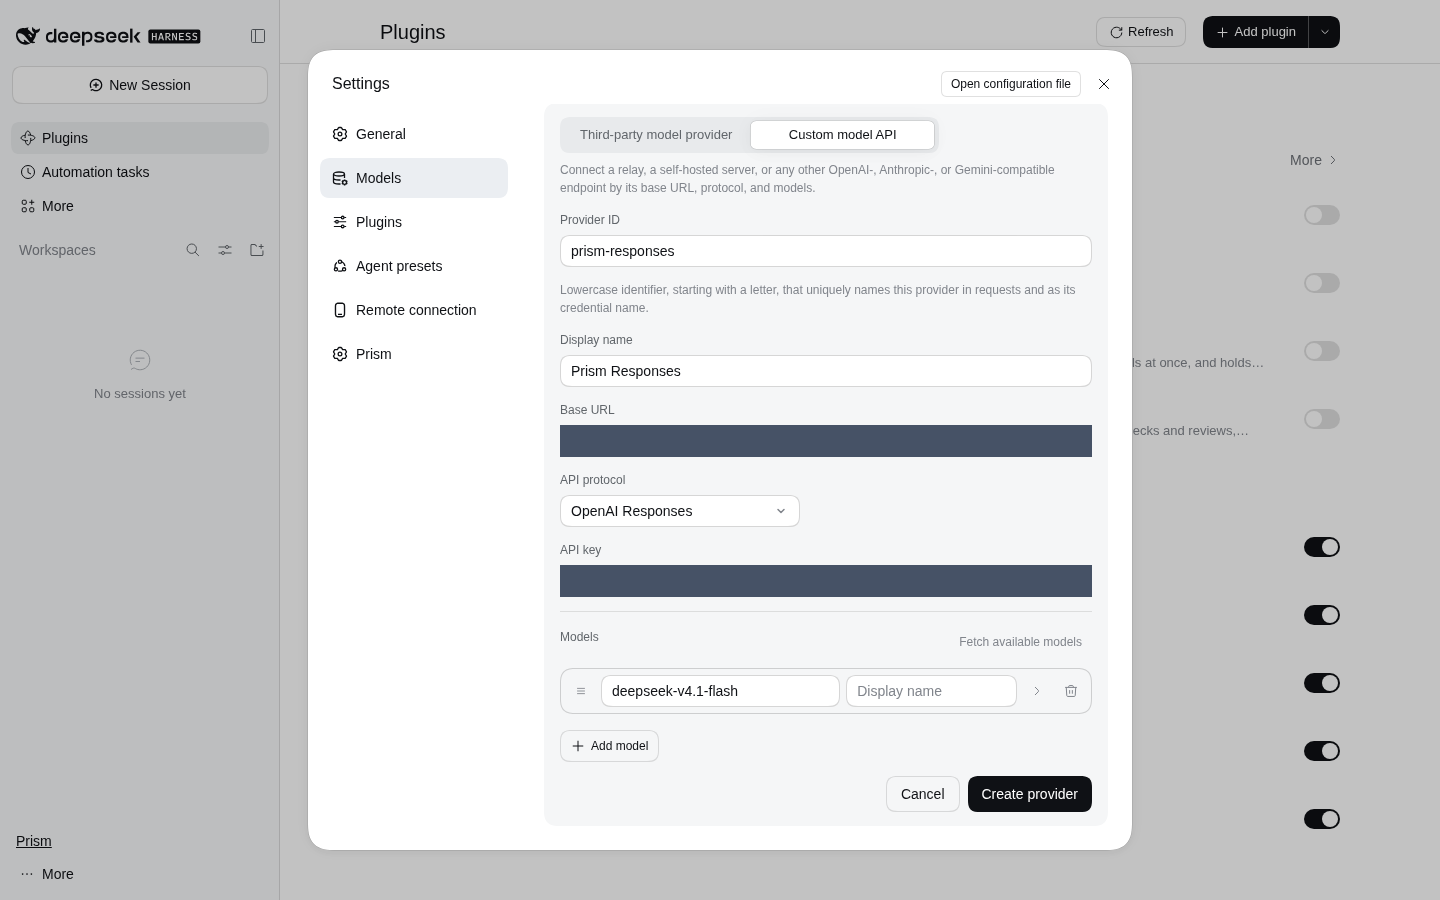 deepseek HARNESS
New Session
Plugins
Automation tasks
More
Workspaces
No sessions yet
Prism
More
Plugins
Refresh
Add plugin
More
ls at once, and holds…
ecks and reviews,…
Settings
Open configuration file
General
Models
Plugins
Agent presets
Remote connection
Prism
Third-party model provider
Custom model API
Connect a relay, a self-hosted server, or any other OpenAI-, Anthropic-, or Gemini-compatible
endpoint by its base URL, protocol, and models.
Provider ID
prism-responses
Lowercase identifier, starting with a letter, that uniquely names this provider in requests and as its
credential name.
Display name
Prism Responses
Base URL
API protocol
OpenAI Responses
API key
Models
Fetch available models
deepseek-v4.1-flash
Display name
Add model
Cancel
Create provider